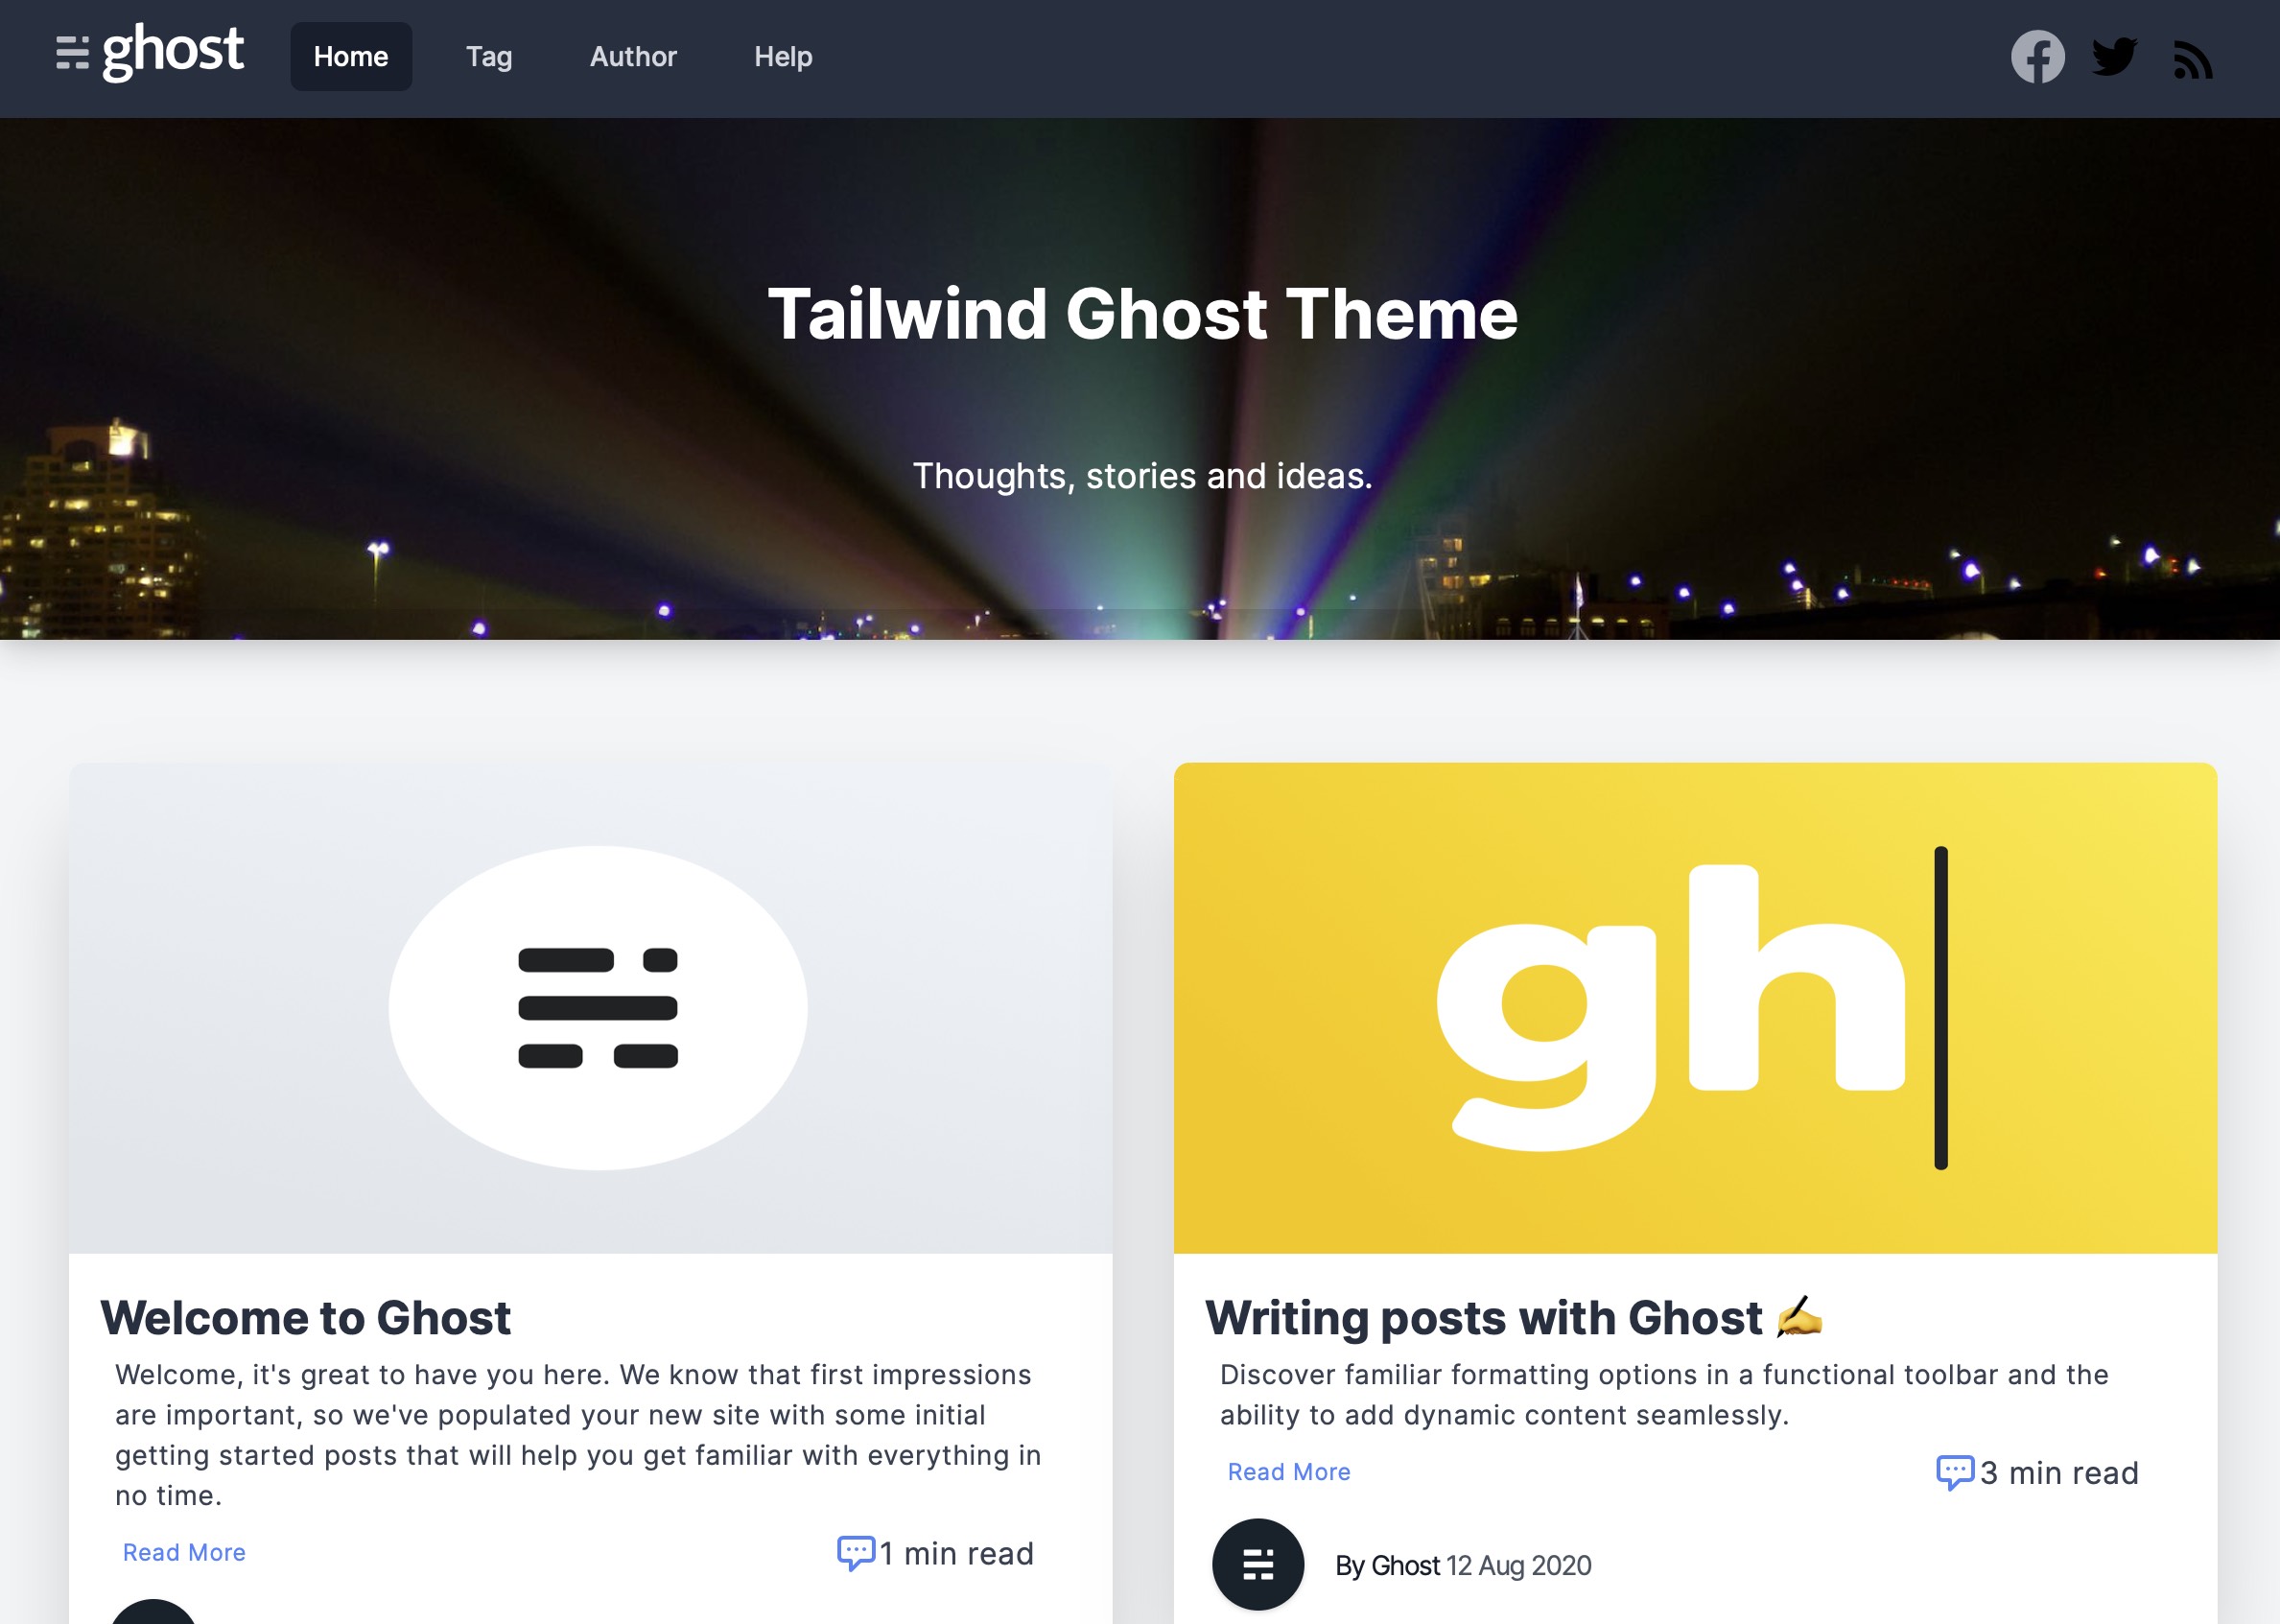 ghost
Home
Tag
Author
Help
Tailwind Ghost Theme
Thoughts, stories and ideas.
Welcome to Ghost
Welcome, it's great to have you here. We know that first impressions
are important, so we've populated your new site with some initial
getting started posts that will help you get familiar with everything in
no time.
Read More
1 min read
gh
Writing posts with Ghost ✍️
Discover familiar formatting options in a functional toolbar and the
ability to add dynamic content seamlessly.
Read More
3 min read
By Ghost 12 Aug 2020